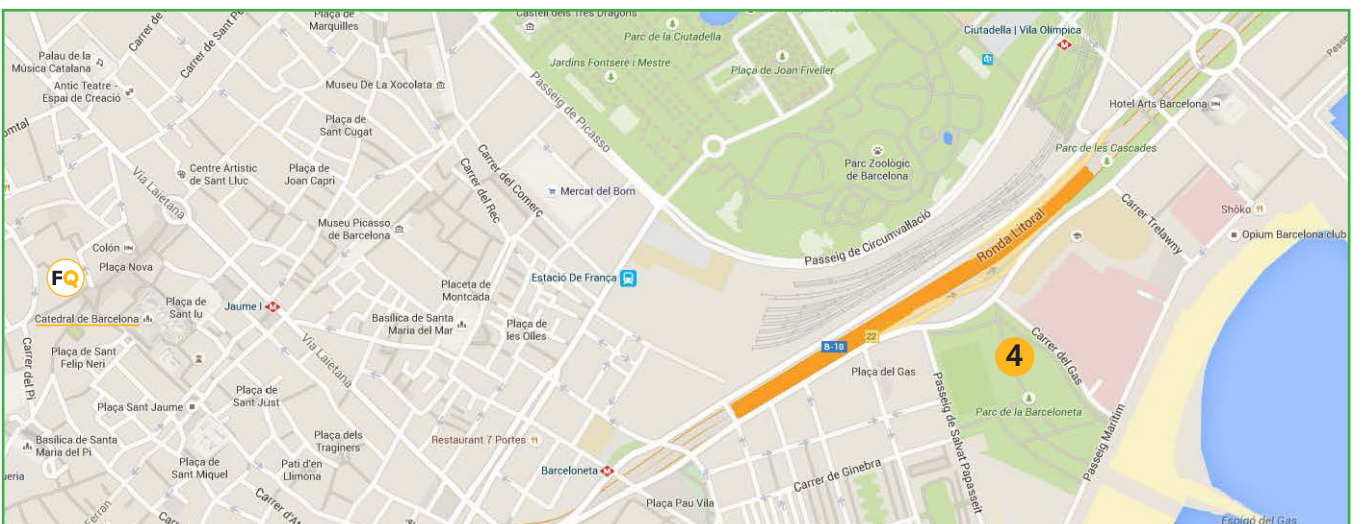 Plaça de
Marquilles
Castell dels Tres Dragons
Parc de la Ciutadella
Ciutadella | Vila Olímpica
Carrer de
Carrer de Sant Pe
Palau de la
Música Catalana
Jardins Fontserè i Mestre
Plaça de Joan Fiveller
Antic Teatre -
Espai de Creació
Museu De La Xocolata
Passeig de Picasso
Hotel Arts Barcelona
omtal
Plaça de
Sant Cugat
Parc de les Cascades
Carrer del Comerç
Parc Zoològic
de Barcelona
Centre Artistic
de Sant Lluc
Plaça de
Joan Capri
Via Laietana
Carrer del Rec
Mercat del Born
Carrer Trelawny
Shôko
Museu Picasso
de Barcelona
Passeig de Circumval·lació
Ronda Litoral
Opium Barcelona club
Colón
Plaça Nova
FQ
Estació De França
Placeta de
Montcada
Plaça de
Sant Iu
Jaume I
Catedral de Barcelona
Basílica de Santa
Maria del Mar
Plaça de
les Olles
22
B-10
Carrer del Gas
4
Via Laietana
Carrer del Pi
Plaça de Sant
Felip Neri
Plaça del Gas
Passeig de Salvat Papasseit
Plaça de
Sant Just
Plaça Sant Jaume
Parc de la Barceloneta
Passeig Marítim
Basílica de Santa
Maria del Pi
Plaça dels
Traginers
Restaurant 7 Portes
Plaça de
Sant Miquel
Pati d'en
Llimona
Barceloneta
Carrer de Ginebra
ueria
Ferran
Carrer d'A
Plaça Pau Vila
Espigó del Gas